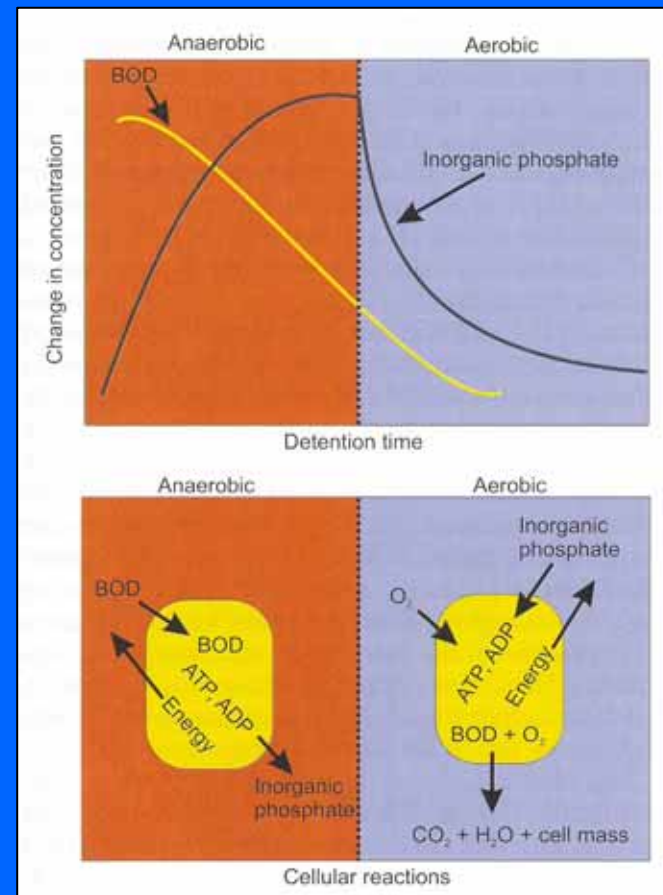 Anaerobic Aerobic
BOD
Inorganic phosphate
Change in concentration
Detention time
Anaerobic Aerobic
Inorganic
phosphate
BOD
O₂
BOD
ATP, ADP
Energy
Inorganic
phosphate
ATP, ADP
Energy
BOD + O₂
CO₂ + H₂O + cell mass
Cellular reactions